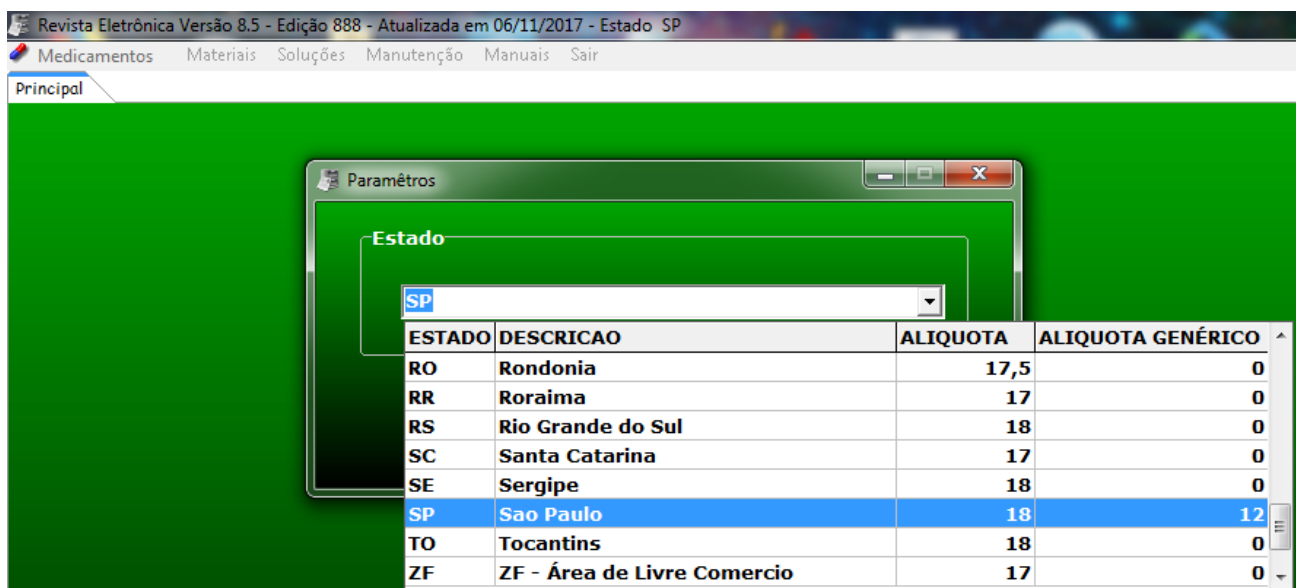 Revista Eletrônica Versão 8.5 - Edição 888 - Atualizada em 06/11/2017 - Estado SP
Medicamentos Materiais Soluções Manutenção Manuais Sair
Principal
Paramêtros
Estado
SP
ESTADO DESCRICAO ALIQUOTA ALIQUOTA GENÉRICO
RO Rondonia 17,5 0
RR Roraima 17 0
RS Rio Grande do Sul 18 0
SC Santa Catarina 17 0
SE Sergipe 18 0
SP Sao Paulo 18 12
TO Tocantins 18 0
ZF ZF - Área de Livre Comercio 17 0